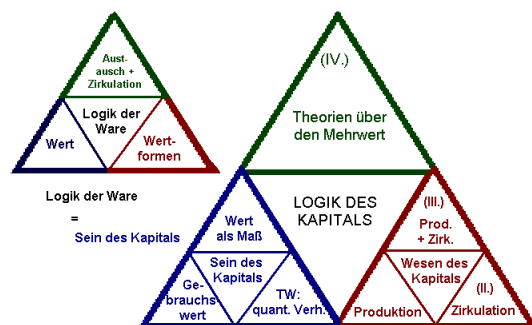 Aust-
tausch +
Zirkulation
Logik der
Ware
Wert
Wert-
formen
Logik der Ware
=
Sein des Kapitals
(IV.)
Theorien über
den Mehrwert
LOGIK DES
KAPITALS
Wert
als Maß
Sein des
Kapitals
Ge-
brauchs
wert
TW:
quant. Verh.
(III.)
Prod.
+ Zirk.
Wesen des
Kapitals
Produktion
(II.)
Zirkulation